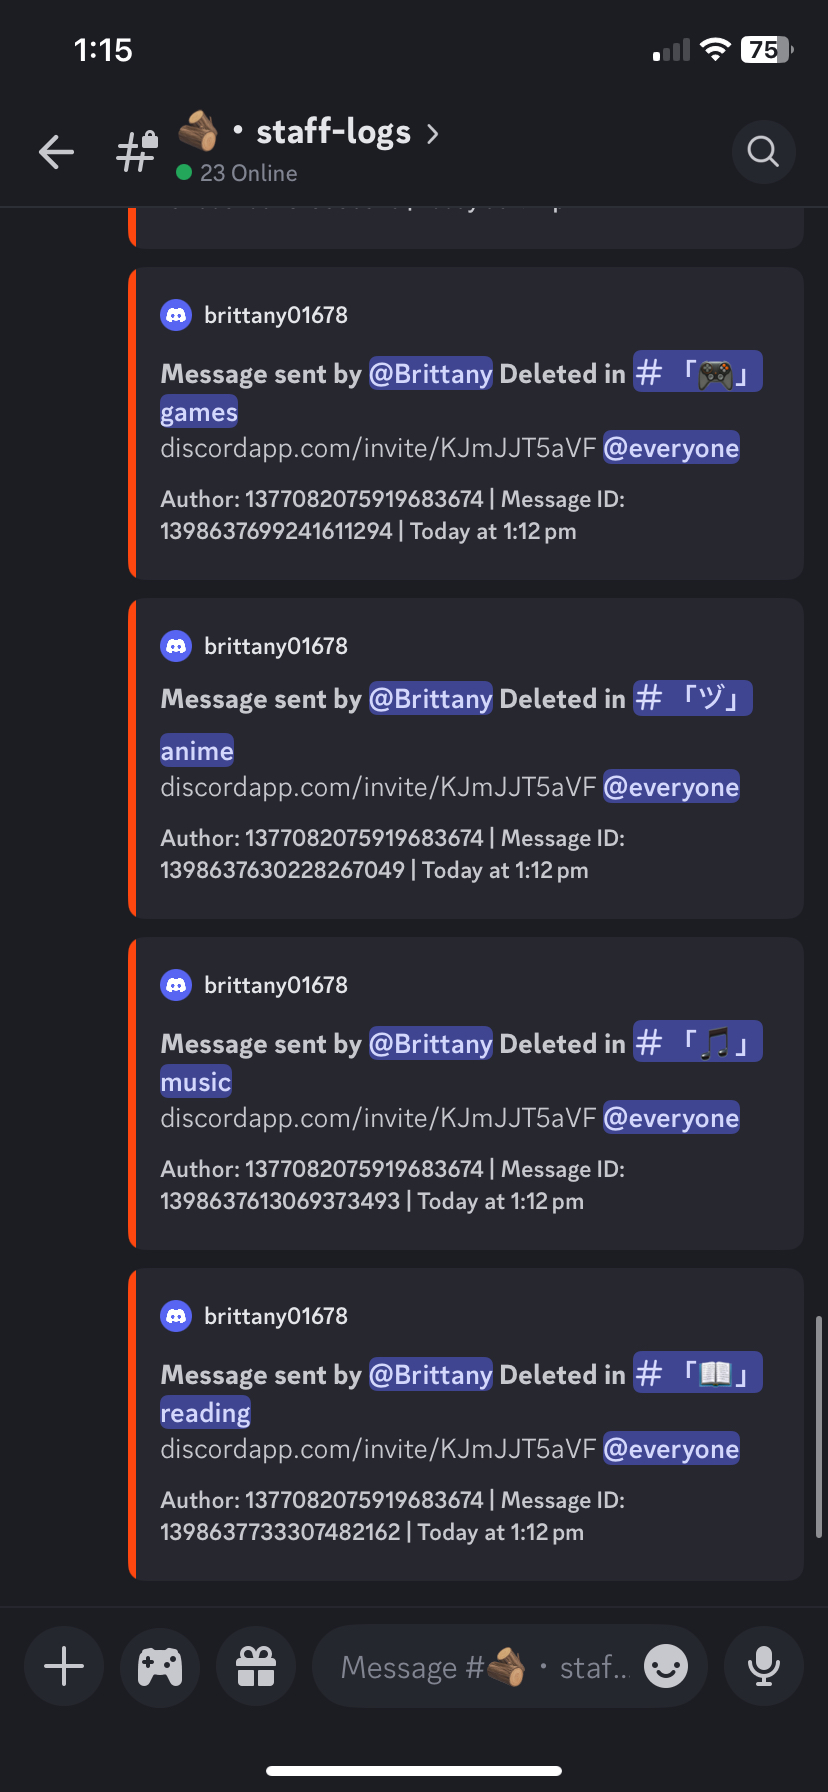 1:15
75
• staff-logs
23 Online
brittany01678
Message sent by @Brittany Deleted in # 「🎮」
games
discordapp.com/invite/KJmJJT5aVF @everyone
Author: 1377082075919683674 | Message ID:
1398637699241611294 | Today at 1:12 pm
brittany01678
Message sent by @Brittany Deleted in # 「ヅ」
anime
discordapp.com/invite/KJmJJT5aVF @everyone
Author: 1377082075919683674 | Message ID:
1398637630228267049 | Today at 1:12 pm
brittany01678
Message sent by @Brittany Deleted in # 「🎵」
music
discordapp.com/invite/KJmJJT5aVF @everyone
Author: 1377082075919683674 | Message ID:
1398637613069373493 | Today at 1:12 pm
brittany01678
Message sent by @Brittany Deleted in # 「📖」
reading
discordapp.com/invite/KJmJJT5aVF @everyone
Author: 1377082075919683674 | Message ID:
1398637733307482162 | Today at 1:12 pm
Message #🪵 • staf...